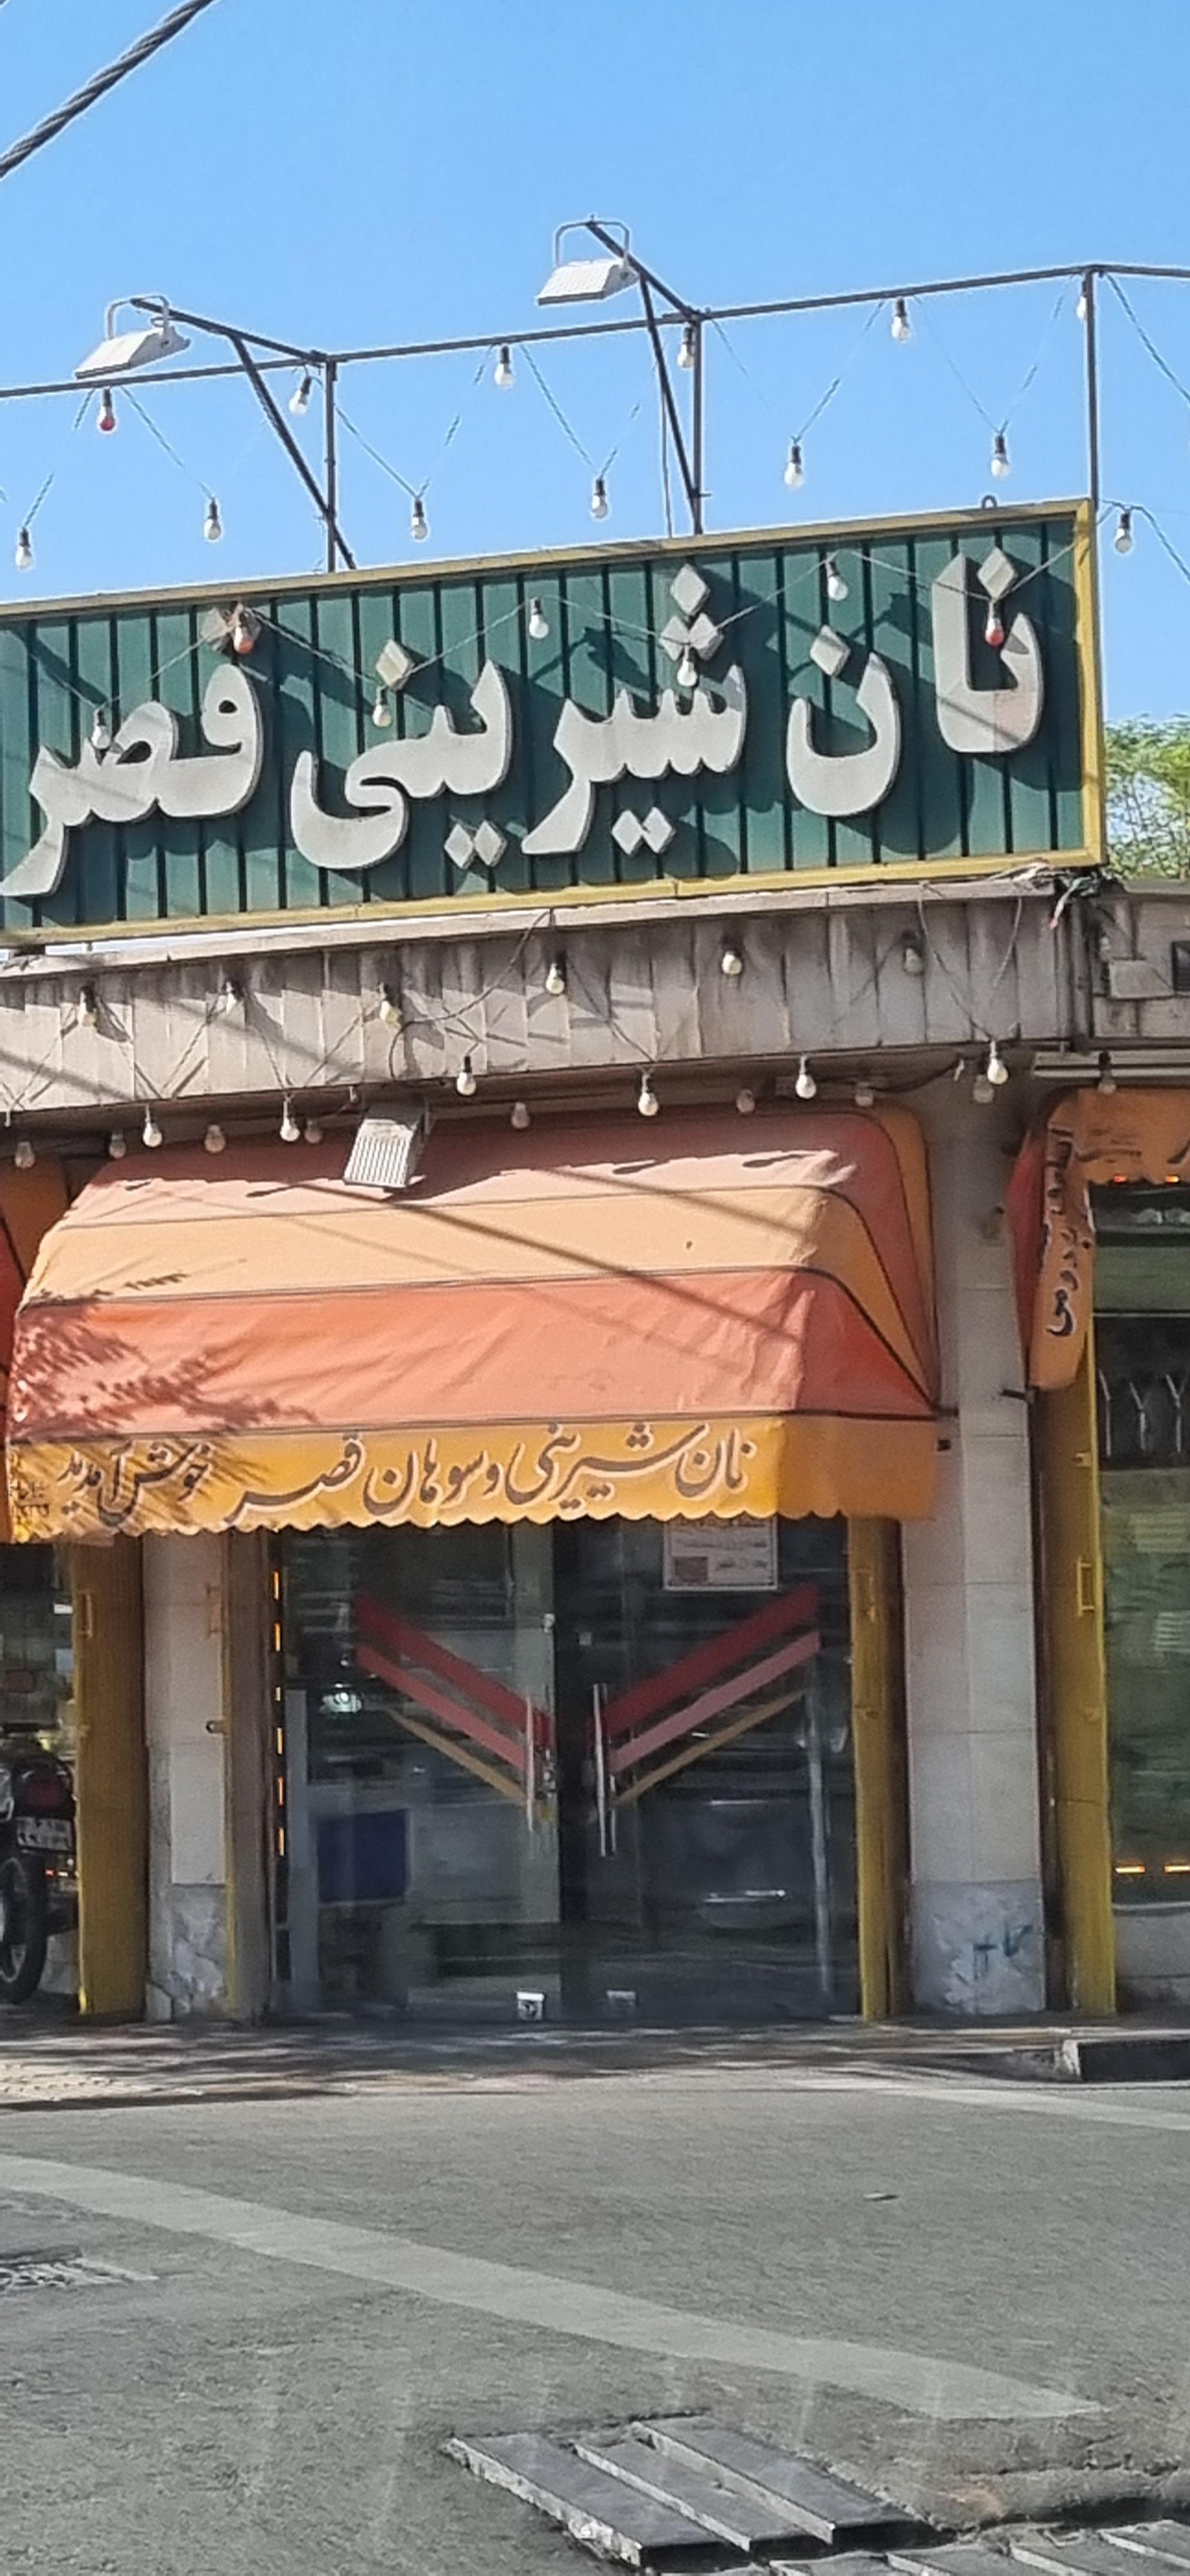 نان شیرینی قصر
نان شیرینی و سوهان قصر خوش آمدید